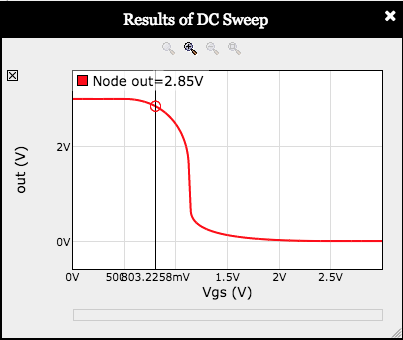 Results of DC Sweep
Node out=2.85V
out (V)
2V
0V
0V 500 803.2258mV 1.5V 2V 2.5V
Vgs (V)